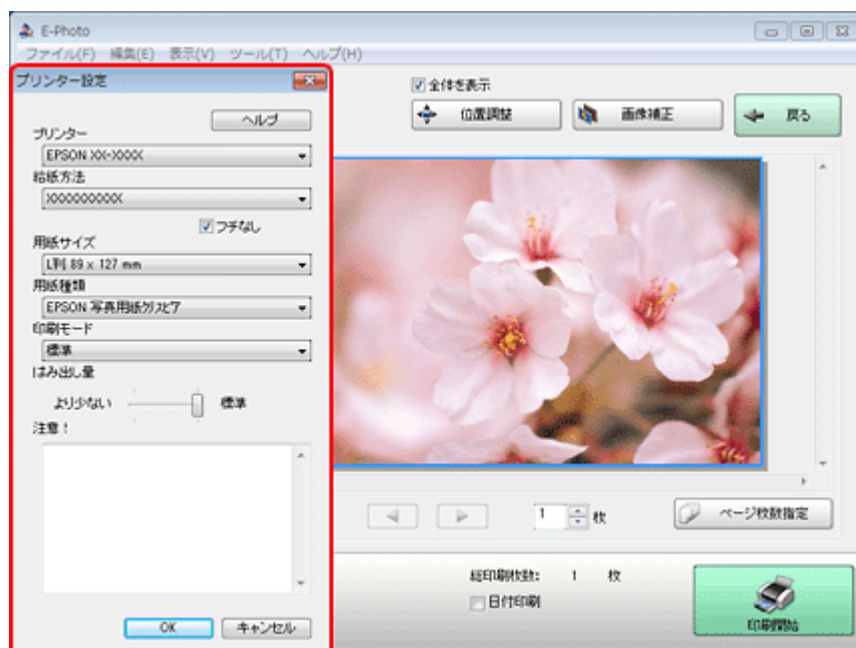 E-Photo
ファイル(F) 編集(E) 表示(V) ツール(T) ヘルプ(H)
プリンター設定
ヘルプ
プリンター
EPSON XX-XXXX
給紙方法
XXXXXXXXXX
フチなし
用紙サイズ
L判 89 x 127 mm
用紙種類
EPSON 写真用紙クリスピア
印刷モード
標準
はみ出し量
より少ない 標準
注意!
OK キャンセル
全体を表示
位置調整 画像補正 戻る
1 枚 ページ枚数指定
総印刷枚数: 1 枚
日付印刷
印刷開始